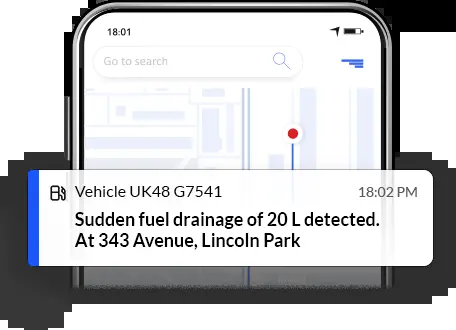 18:01
Go to search
Vehicle UK48 G7541 18:02 PM
Sudden fuel drainage of 20 L detected.
At 343 Avenue, Lincoln Park